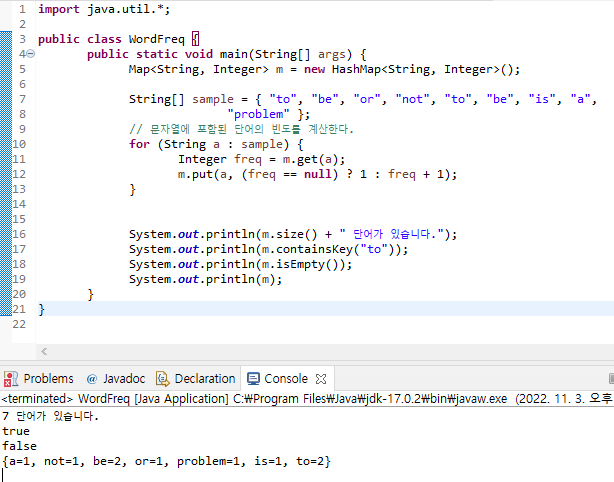 1 import java.util.*;
2
3 public class WordFreq {
4 public static void main(String[] args) {
5 Map<String, Integer> m = new HashMap<String, Integer>();
6
7 String[] sample = { "to", "be", "or", "not", "to", "be", "is", "a",
8 "problem" };
9 // 문자열에 포함된 단어의 빈도를 계산한다.
10 for (String a : sample) {
11 Integer freq = m.get(a);
12 m.put(a, (freq == null) ? 1 : freq + 1);
13 }
14
15
16 System.out.println(m.size() + " 단어가 있습니다.");
17 System.out.println(m.containsKey("to"));
18 System.out.println(m.isEmpty());
19 System.out.println(m);
20 }
21 }
22
Problems @ Javadoc Declaration Console
<terminated> WordFreq [Java Application] C:₩Program Files₩Java₩jdk-17.0.2₩bin₩javaw.exe (2022. 11. 3. 오후
7 단어가 있습니다.
true
false
{a=1, not=1, be=2, or=1, problem=1, is=1, to=2}